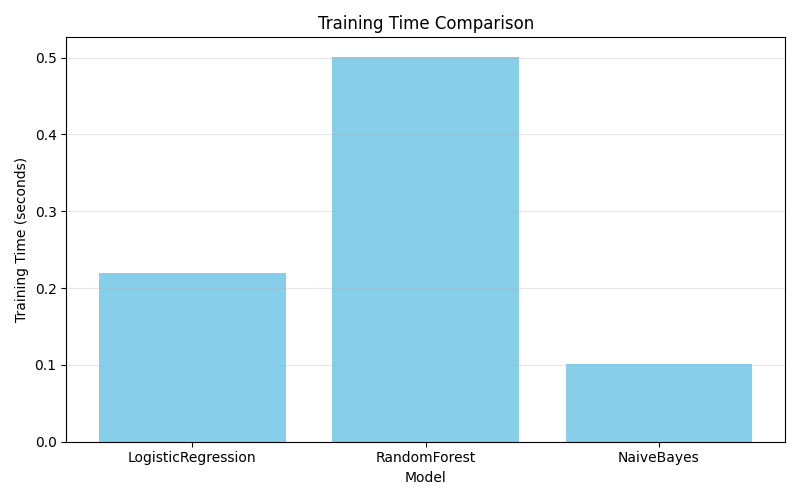 Training Time Comparison
Training Time (seconds)
0.5
0.4
0.3
0.2
0.1
0.0
LogisticRegression
RandomForest
NaiveBayes
Model